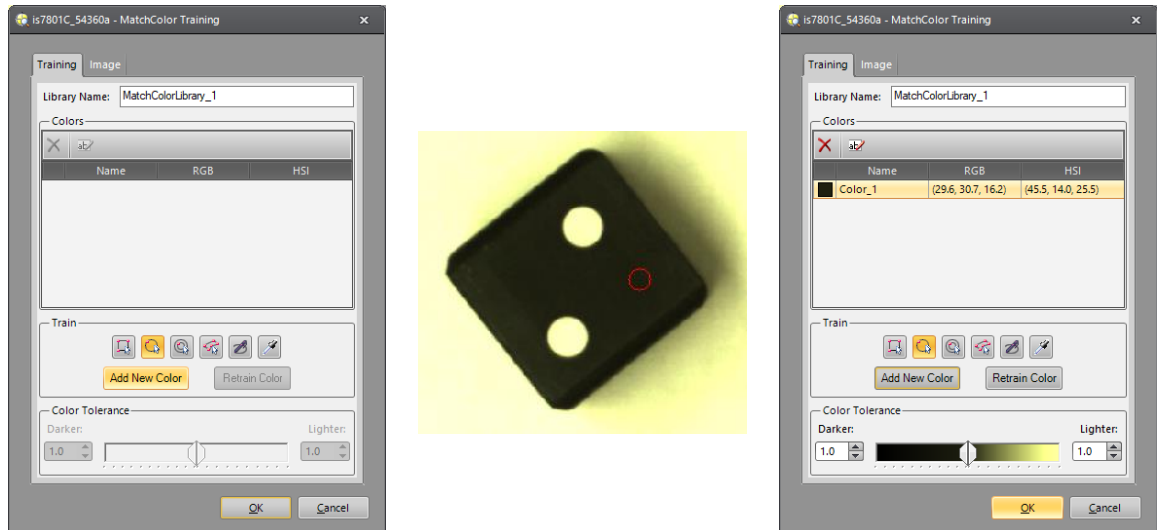 is7801C_54360a - MatchColor Training
Training Image
Library Name: MatchColorLibrary_1
Colors
ab
Name RGB HSI
Train
Add New Color Retrain Color
Color Tolerance
Darker: Lighter:
1.0 1.0
OK Cancel
is7801C_54360a - MatchColor Training
Training Image
Library Name: MatchColorLibrary_1
Colors
ab
Name RGB HSI
Color_1 (29.6, 30.7, 16.2) (45.5, 14.0, 25.5)
Train
Add New Color Retrain Color
Color Tolerance
Darker: Lighter:
1.0 1.0
OK Cancel